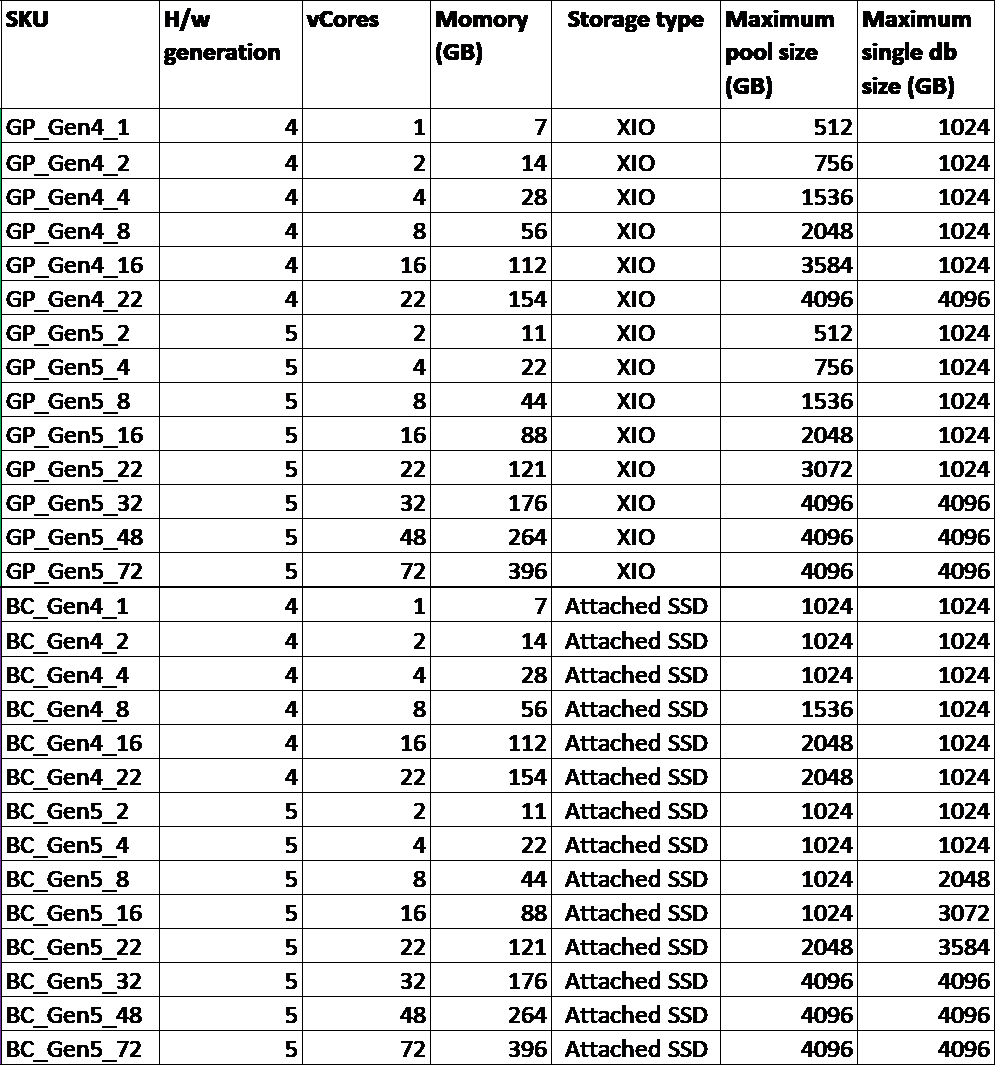 SKU H/w generation vCores Momory (GB) Storage type Maximum pool size (GB) Maximum single db size (GB)
GP_Gen4_1 4 1 7 XIO 512 1024
GP_Gen4_2 4 2 14 XIO 756 1024
GP_Gen4_4 4 4 28 XIO 1536 1024
GP_Gen4_8 4 8 56 XIO 2048 1024
GP_Gen4_16 4 16 112 XIO 3584 1024
GP_Gen4_22 4 22 154 XIO 4096 4096
GP_Gen5_2 5 2 11 XIO 512 1024
GP_Gen5_4 5 4 22 XIO 756 1024
GP_Gen5_8 5 8 44 XIO 1536 1024
GP_Gen5_16 5 16 88 XIO 2048 1024
GP_Gen5_22 5 22 121 XIO 3072 1024
GP_Gen5_32 5 32 176 XIO 4096 4096
GP_Gen5_48 5 48 264 XIO 4096 4096
GP_Gen5_72 5 72 396 XIO 4096 4096
BC_Gen4_1 4 1 7 Attached SSD 1024 1024
BC_Gen4_2 4 2 14 Attached SSD 1024 1024
BC_Gen4_4 4 4 28 Attached SSD 1024 1024
BC_Gen4_8 4 8 56 Attached SSD 1536 1024
BC_Gen4_16 4 16 112 Attached SSD 2048 1024
BC_Gen4_22 4 22 154 Attached SSD 2048 1024
BC_Gen5_2 5 2 11 Attached SSD 1024 1024
BC_Gen5_4 5 4 22 Attached SSD 1024 1024
BC_Gen5_8 5 8 44 Attached SSD 1024 2048
BC_Gen5_16 5 16 88 Attached SSD 1024 3072
BC_Gen5_22 5 22 121 Attached SSD 2048 3584
BC_Gen5_32 5 32 176 Attached SSD 4096 4096
BC_Gen5_48 5 48 264 Attached SSD 4096 4096
BC_Gen5_72 5 72 396 Attached SSD 4096 4096